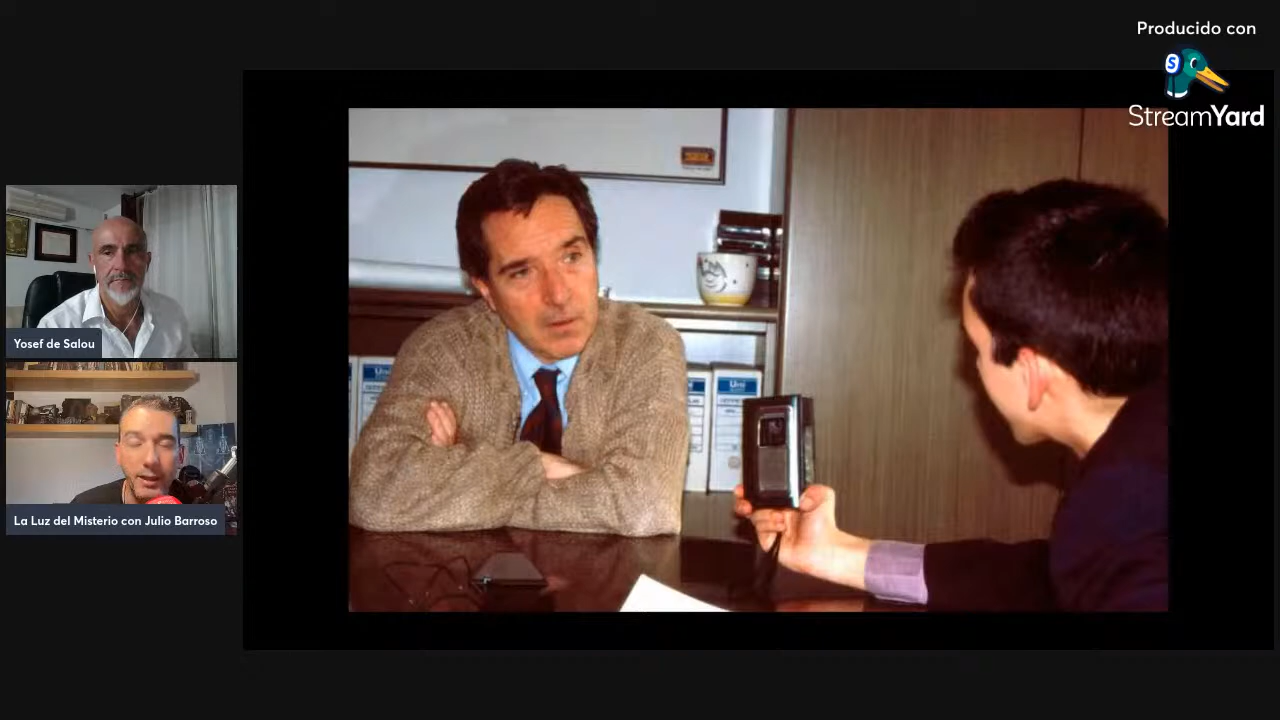 Producido con
StreamYard
Yosef de Salou
La Luz del Misterio con Julio Barroso